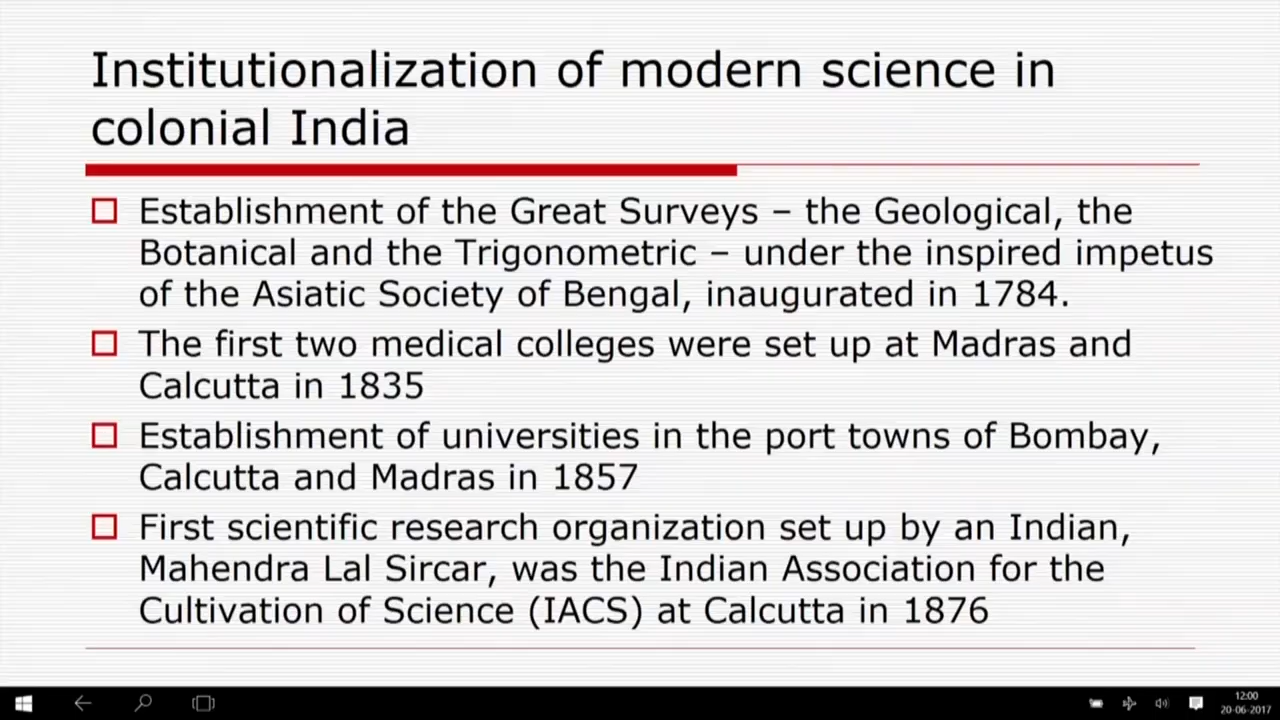 Institutionalization of modern science in
colonial India
Establishment of the Great Surveys – the Geological, the
Botanical and the Trigonometric – under the inspired impetus
of the Asiatic Society of Bengal, inaugurated in 1784.
The first two medical colleges were set up at Madras and
Calcutta in 1835
Establishment of universities in the port towns of Bombay,
Calcutta and Madras in 1857
First scientific research organization set up by an Indian,
Mahendra Lal Sircar, was the Indian Association for the
Cultivation of Science (IACS) at Calcutta in 1876
12:00
20-06-2017